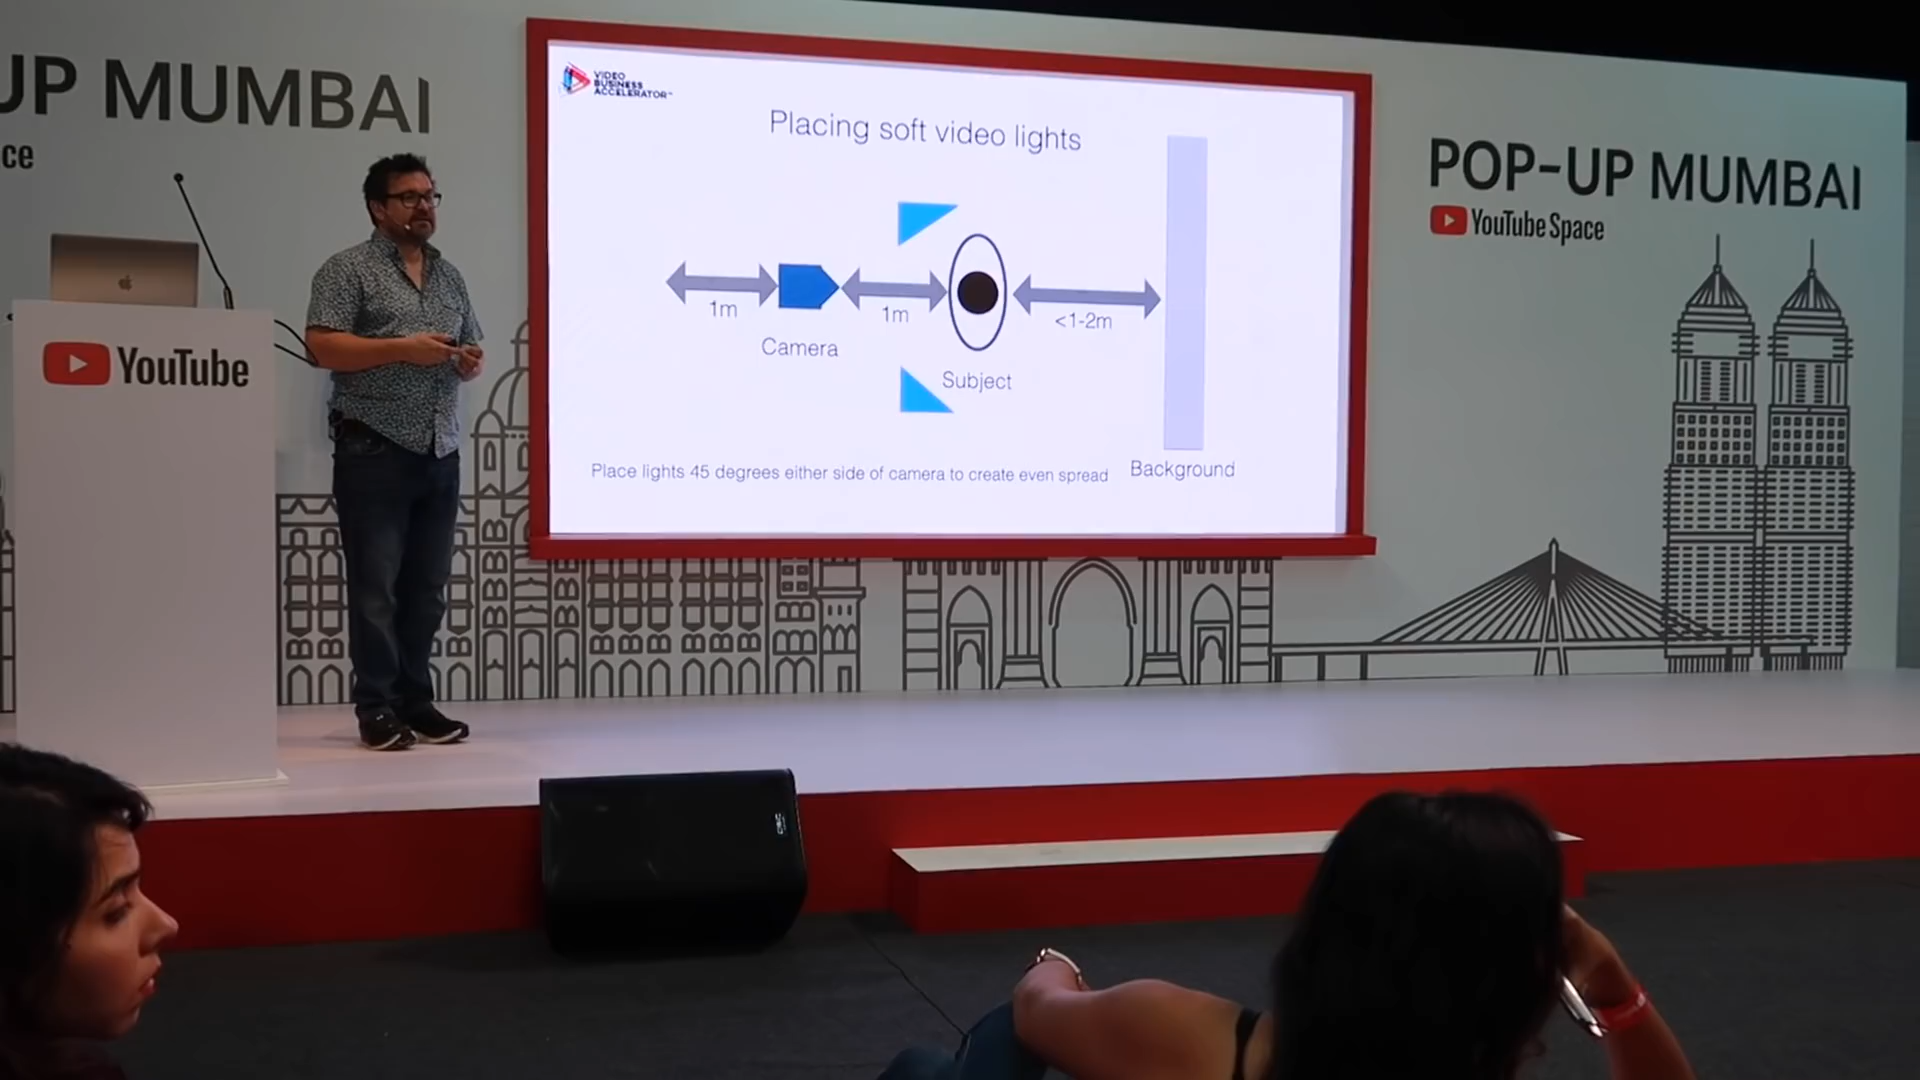 UP MUMBAI
ce
YouTube
VIDEO
BUSINESS
ACCELERATOR™
Placing soft video lights
1m
1m
<1-2m
Camera
Subject
Background
Place lights 45 degrees either side of camera to create even spread
POP-UP MUMBAI
YouTube Space